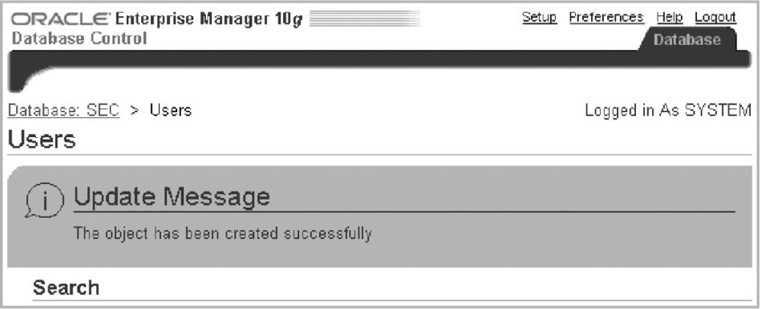 ORACLE Enterprise Manager 10g
Setup Preferences Help Logout
Database Control
Database
Database: SEC > Users
Logged in As SYSTEM
Users
i Update Message
The object has been created successfully
Search